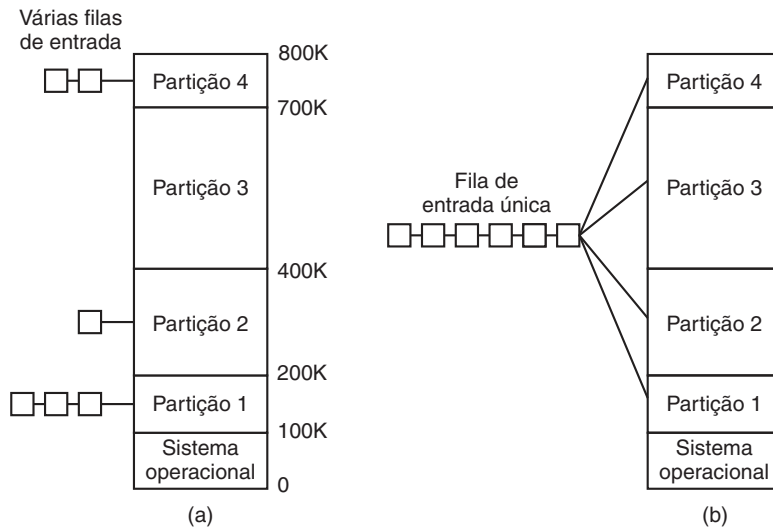 Várias filas
de entrada
800K
Partição 4
700K
Partição 3
400K
Partição 2
200K
Partição 1
100K
Sistema
operacional
0
(a)
Fila de
entrada única
Partição 4
Partição 3
Partição 2
Partição 1
Sistema
operacional
(b)